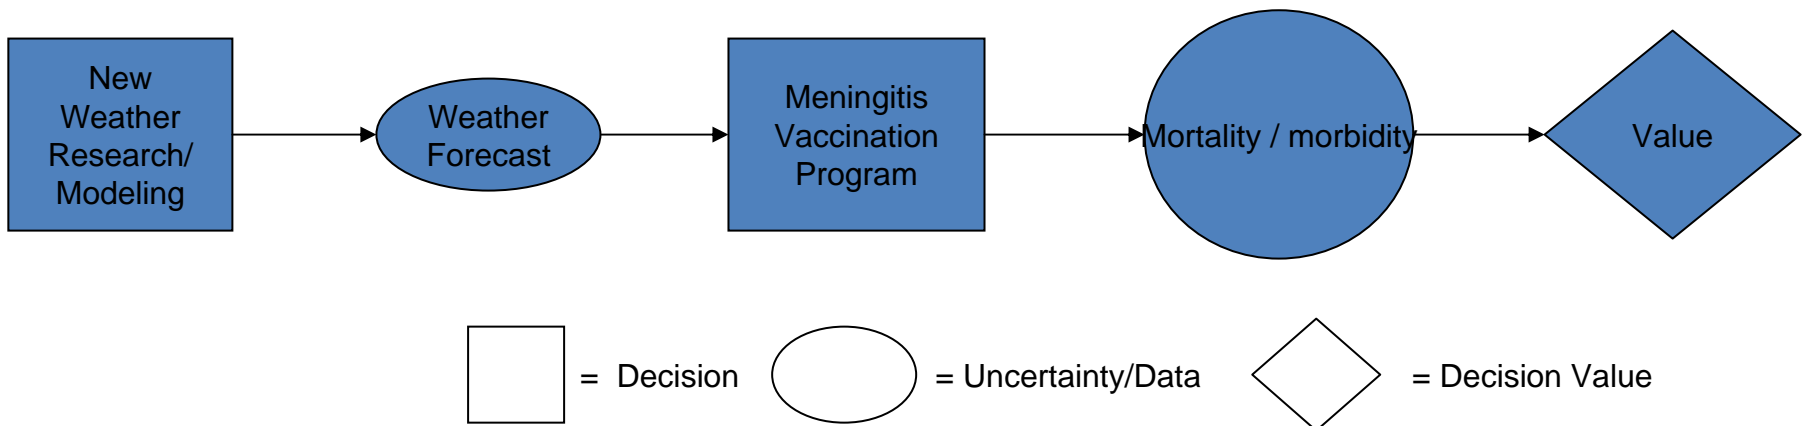 New
Weather
Research/
Modeling
Weather
Forecast
Meningitis
Vaccination
Program
Mortality / morbidity
Value
= Decision
= Uncertainty/Data
= Decision Value